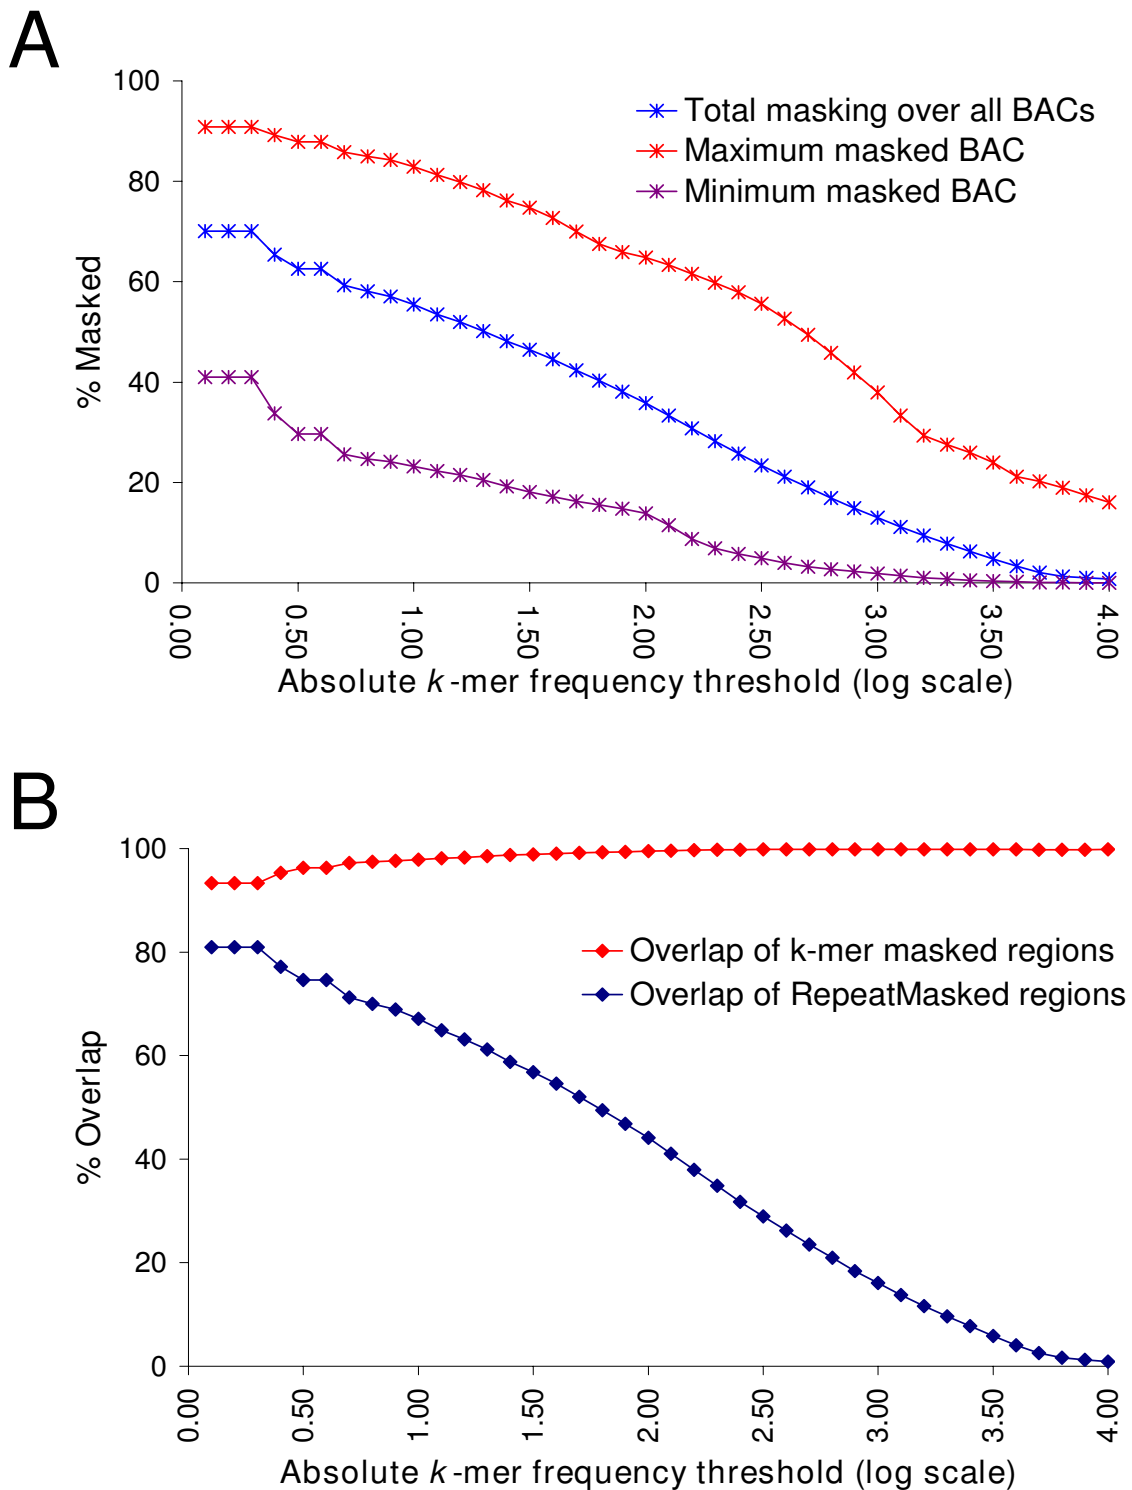 A
100
80
60
40
20
0
% Masked
Total masking over all BACs
Maximum masked BAC
Minimum masked BAC
0.00 0.50 1.00 1.50 2.00 2.50 3.00 3.50 4.00
Absolute k-mer frequency threshold (log scale)
B
100
80
60
40
20
0
% Overlap
Overlap of k-mer masked regions
Overlap of RepeatMasked regions
0.00 0.50 1.00 1.50 2.00 2.50 3.00 3.50 4.00
Absolute k-mer frequency threshold (log scale)